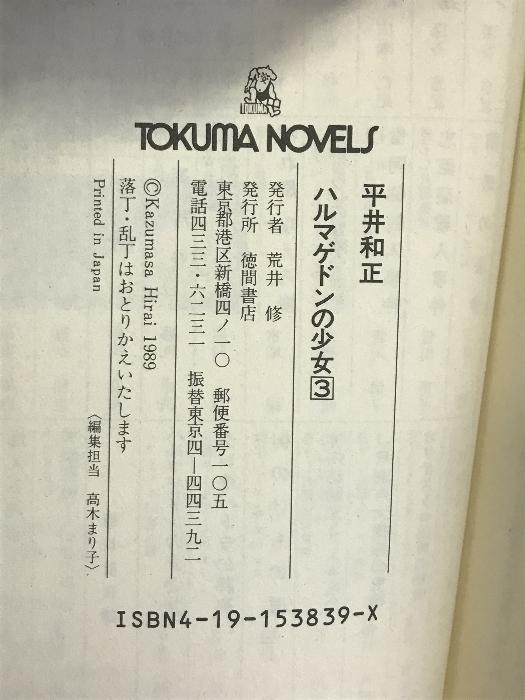 TOKUMA
TOKUMA NOVELS
平井和正
ハルマゲドンの少女3
発行者 荒井 修
発行所 徳間書店
東京都港区新橋四ノ一〇 郵便番号一〇五
電話四三三・六二三一 振替東京四―四四三九二
©Kazumasa Hirai 1989
落丁・乱丁はおとりかえいたします
Printed in Japan
〈編集担当 高木まり子〉
ISBN4-19-153839-X